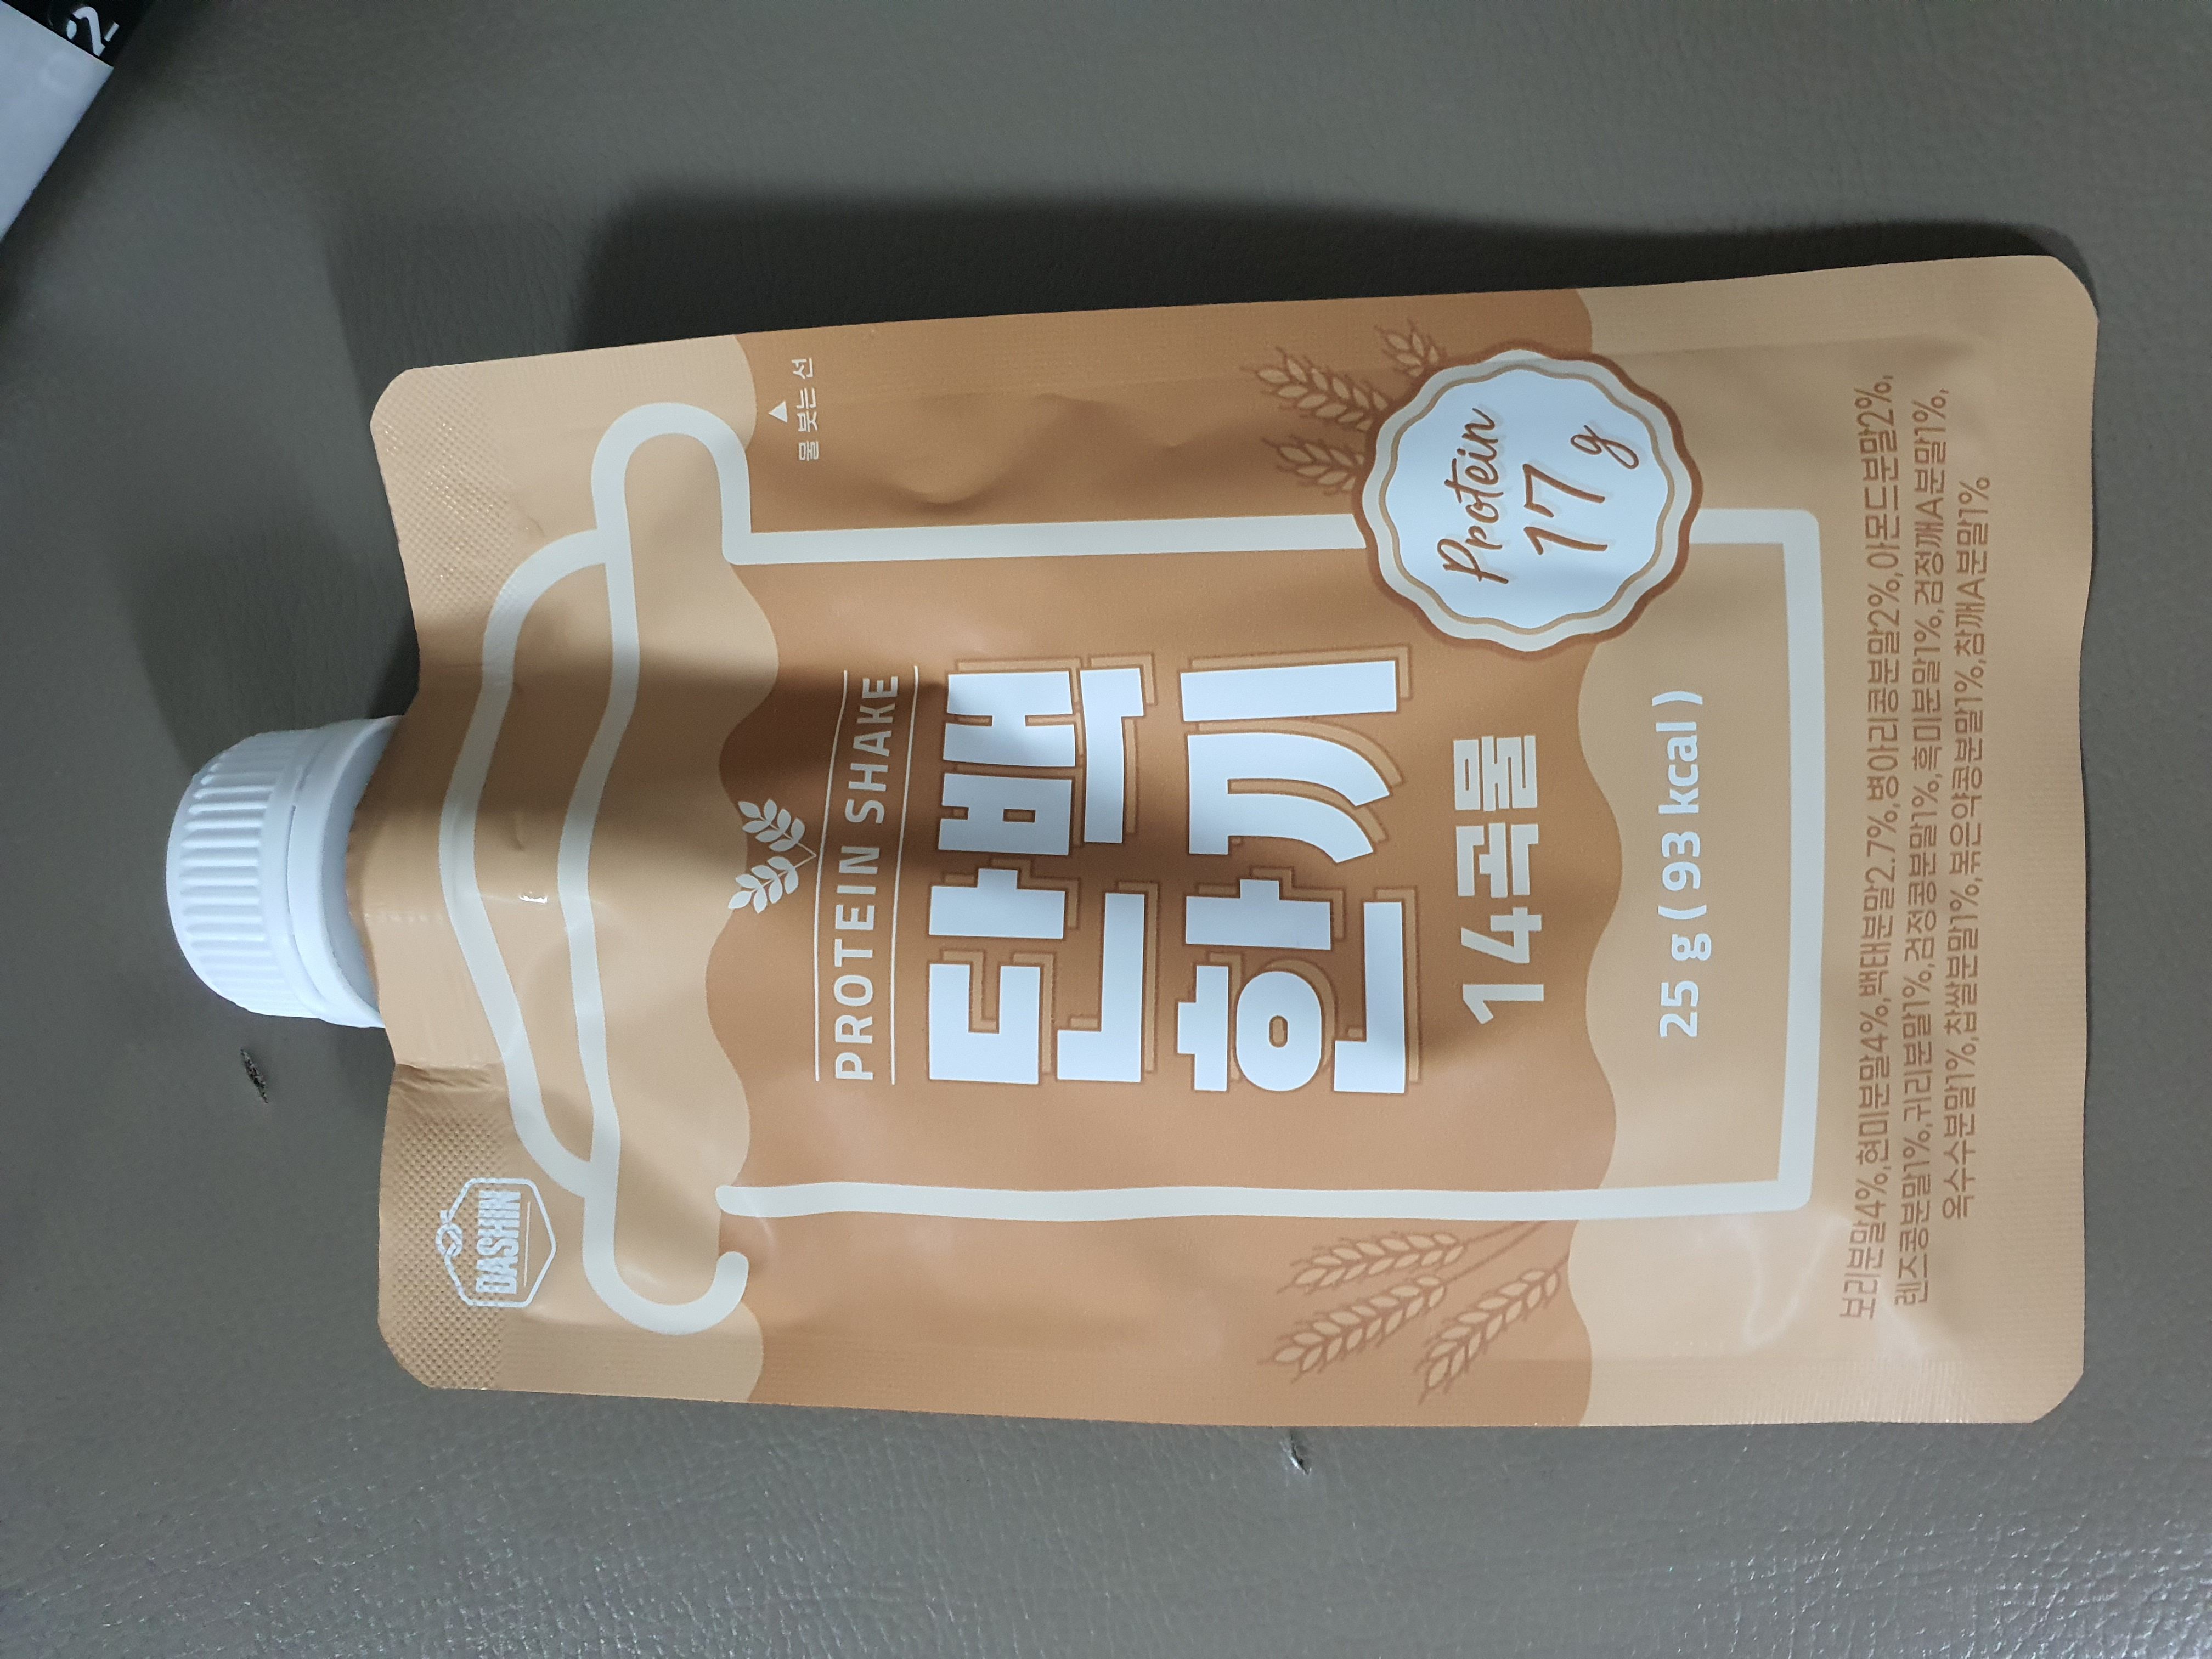 DASHIN
물 붓는 선
PROTEIN SHAKE
단백
한끼
14곡물
Protein
17 g
25 g ( 93 kcal )
보리분말4%,현미분말4%,백태분말2.7%,병아리콩분말2%,아몬드분말2%,
렌즈콩분말1%,귀리분말1%,검정콩분말1%,흑미분말1%,검정깨A분말1%,
옥수수분말1%,찹쌀분말1%,볶은약콩분말1%,참깨A분말1%